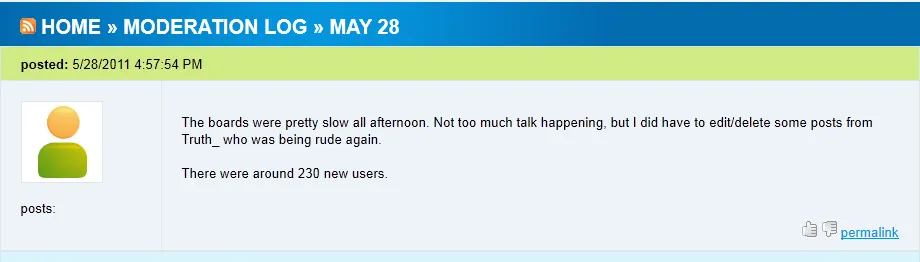 HOME » MODERATION LOG » MAY 28
posted: 5/28/2011 4:57:54 PM
The boards were pretty slow all afternoon. Not too much talk happening, but I did have to edit/delete some posts from
Truth_ who was being rude again.
There were around 230 new users.
posts:
permalink